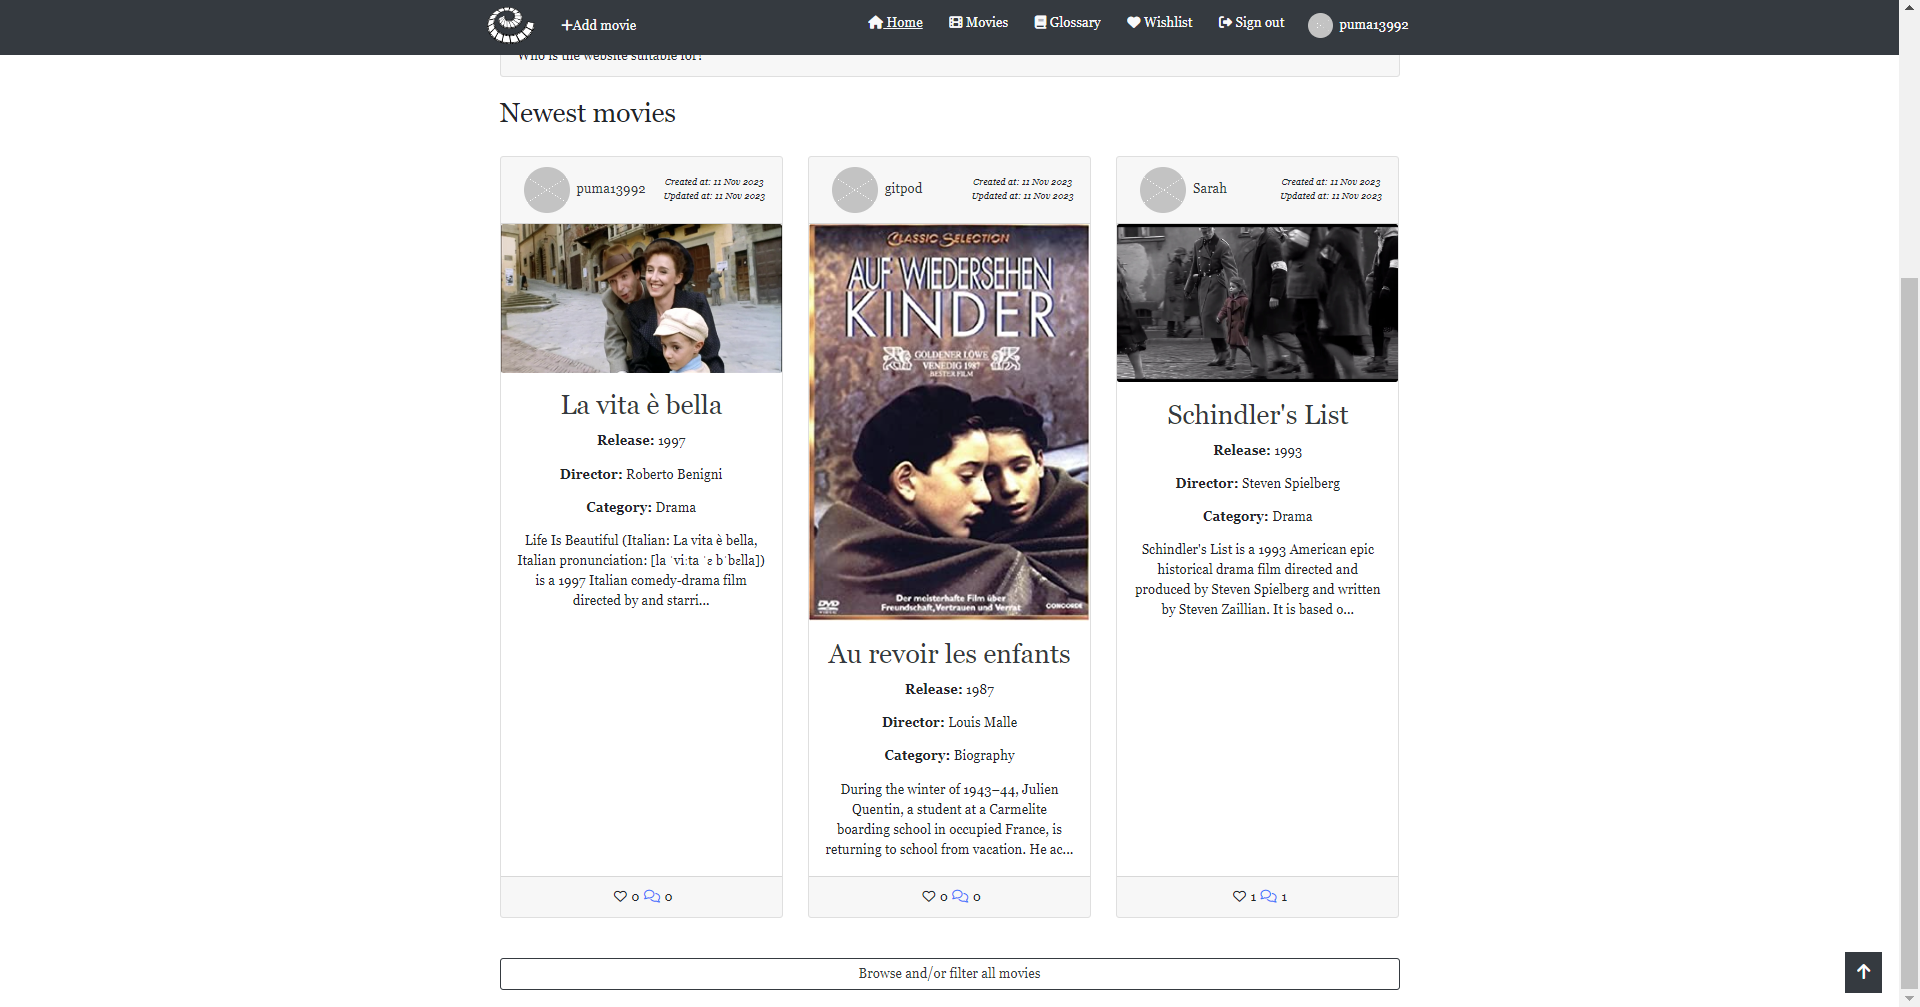 Add movie
Home
Movies
Glossary
Wishlist
Sign out
puma13992
Who is the website suitable for?
Newest movies
puma13992
Created at: 11 Nov 2023
Updated at: 11 Nov 2023
La vita è bella
Release: 1997
Director: Roberto Benigni
Category: Drama
Life Is Beautiful (Italian: La vita è bella,
Italian pronunciation: [la ˈviːta ˈɛ bˈbɛlla])
is a 1997 Italian comedy-drama film
directed by and starri...
0 0
gitpod
Created at: 11 Nov 2023
Updated at: 11 Nov 2023
CLASSIC SELECTION
AUF WIEDERSEHEN
KINDER
GOLDENER LÖWE
VENEDIG 1987
BESTER FILM
Der meisterhafte Film über
Freundschaft, Vertrauen und Verrat
DVD
CONCORDE
Au revoir les enfants
Release: 1987
Director: Louis Malle
Category: Biography
During the winter of 1943–44, Julien
Quentin, a student at a Carmelite
boarding school in occupied France, is
returning to school from vacation. He ac...
0 0
Sarah
Created at: 11 Nov 2023
Updated at: 11 Nov 2023
Schindler's List
Release: 1993
Director: Steven Spielberg
Category: Drama
Schindler's List is a 1993 American epic
historical drama film directed and
produced by Steven Spielberg and written
by Steven Zaillian. It is based o...
1 1
Browse and/or filter all movies